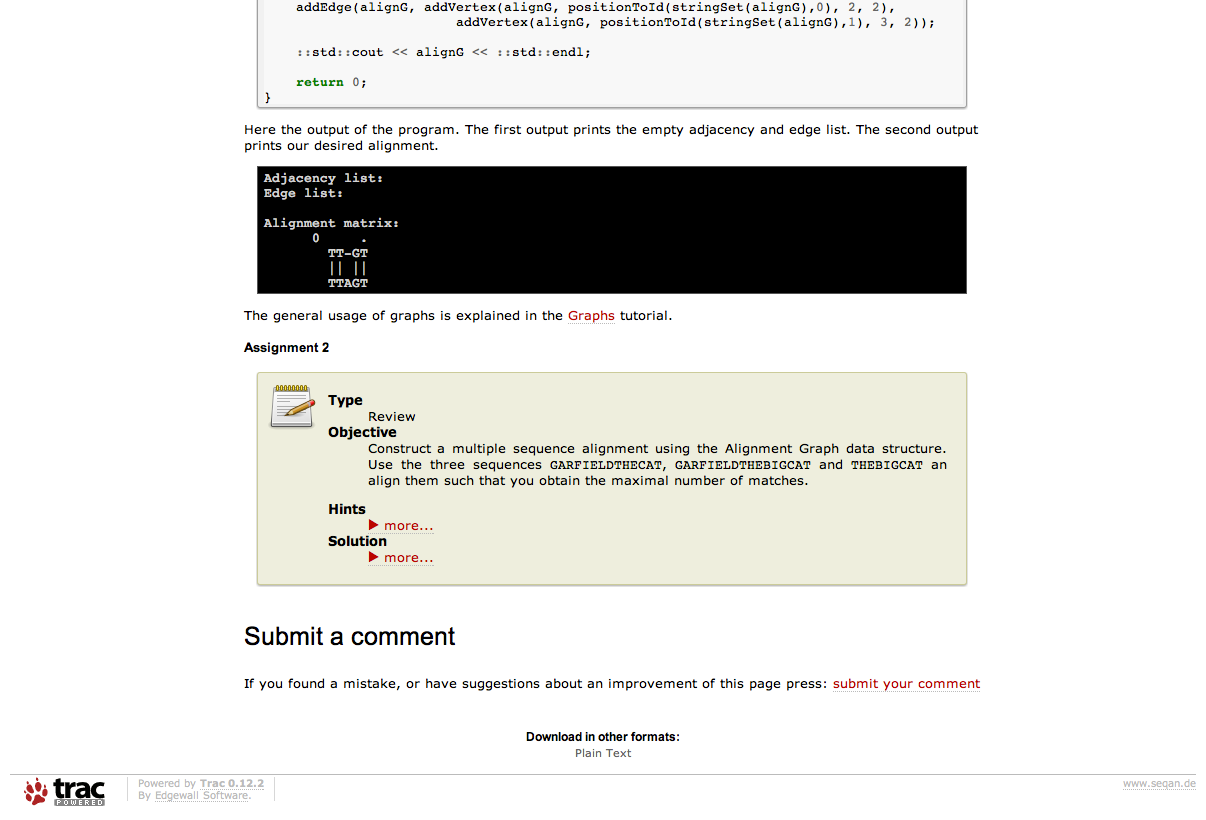 addEdge(alignG, addVertex(alignG, positionToId(stringSet(alignG),0), 2, 2),
addVertex(alignG, positionToId(stringSet(alignG),1), 3, 2));
::std::cout << alignG << ::std::endl;
return 0;
}
Here the output of the program. The first output prints the empty adjacency and edge list. The second output
prints our desired alignment.
Adjacency list:
Edge list:
Alignment matrix:
0 .
TT-GT
|| ||
TTAGT
The general usage of graphs is explained in the Graphs tutorial.
Assignment 2
Type
Review
Objective
Construct a multiple sequence alignment using the Alignment Graph data structure.
Use the three sequences GARFIELDTHECAT, GARFIELDTHEBIGCAT and THEBIGCAT an
align them such that you obtain the maximal number of matches.
Hints
▶ more...
Solution
▶ more...
Submit a comment
If you found a mistake, or have suggestions about an improvement of this page press: submit your comment
Download in other formats:
Plain Text
trac
POWERED
Powered by Trac 0.12.2
By Edgewall Software.
www.seqan.de